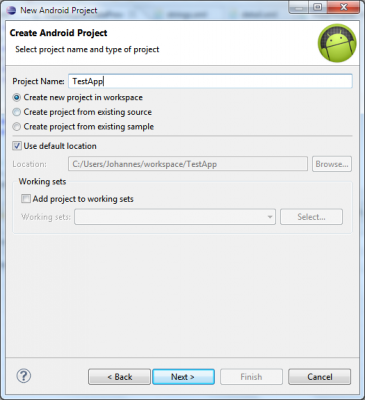 New Android Project
Create Android Project
Select project name and type of project
Project Name: TestApp
Create new project in workspace
Create project from existing source
Create project from existing sample
Use default location
Location: C:/Users/Johannes/workspace/TestApp Browse...
Working sets
Add project to working sets
Working sets: Select...
? < Back Next > Finish Cancel